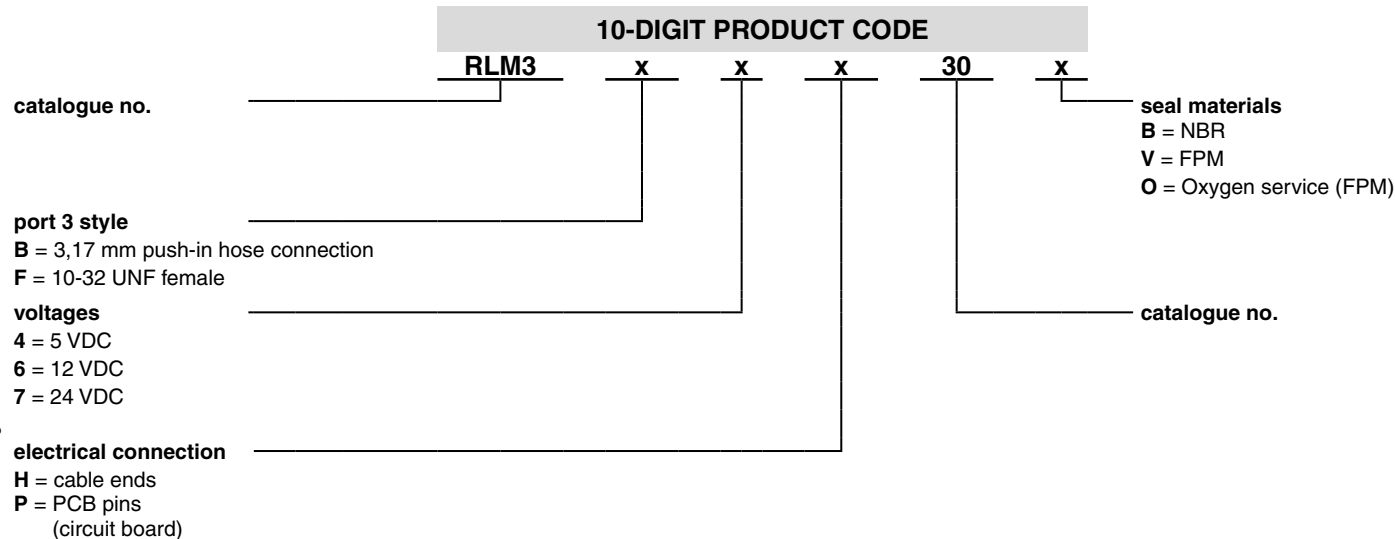 10-DIGIT PRODUCT CODE
RLM3 x x x 30 x
catalogue no.
seal materials
B = NBR
V = FPM
O = Oxygen service (FPM)
port 3 style
B = 3,17 mm push-in hose connection
F = 10-32 UNF female
voltages
catalogue no.
4 = 5 VDC
6 = 12 VDC
7 = 24 VDC
electrical connection
H = cable ends
P = PCB pins
(circuit board)